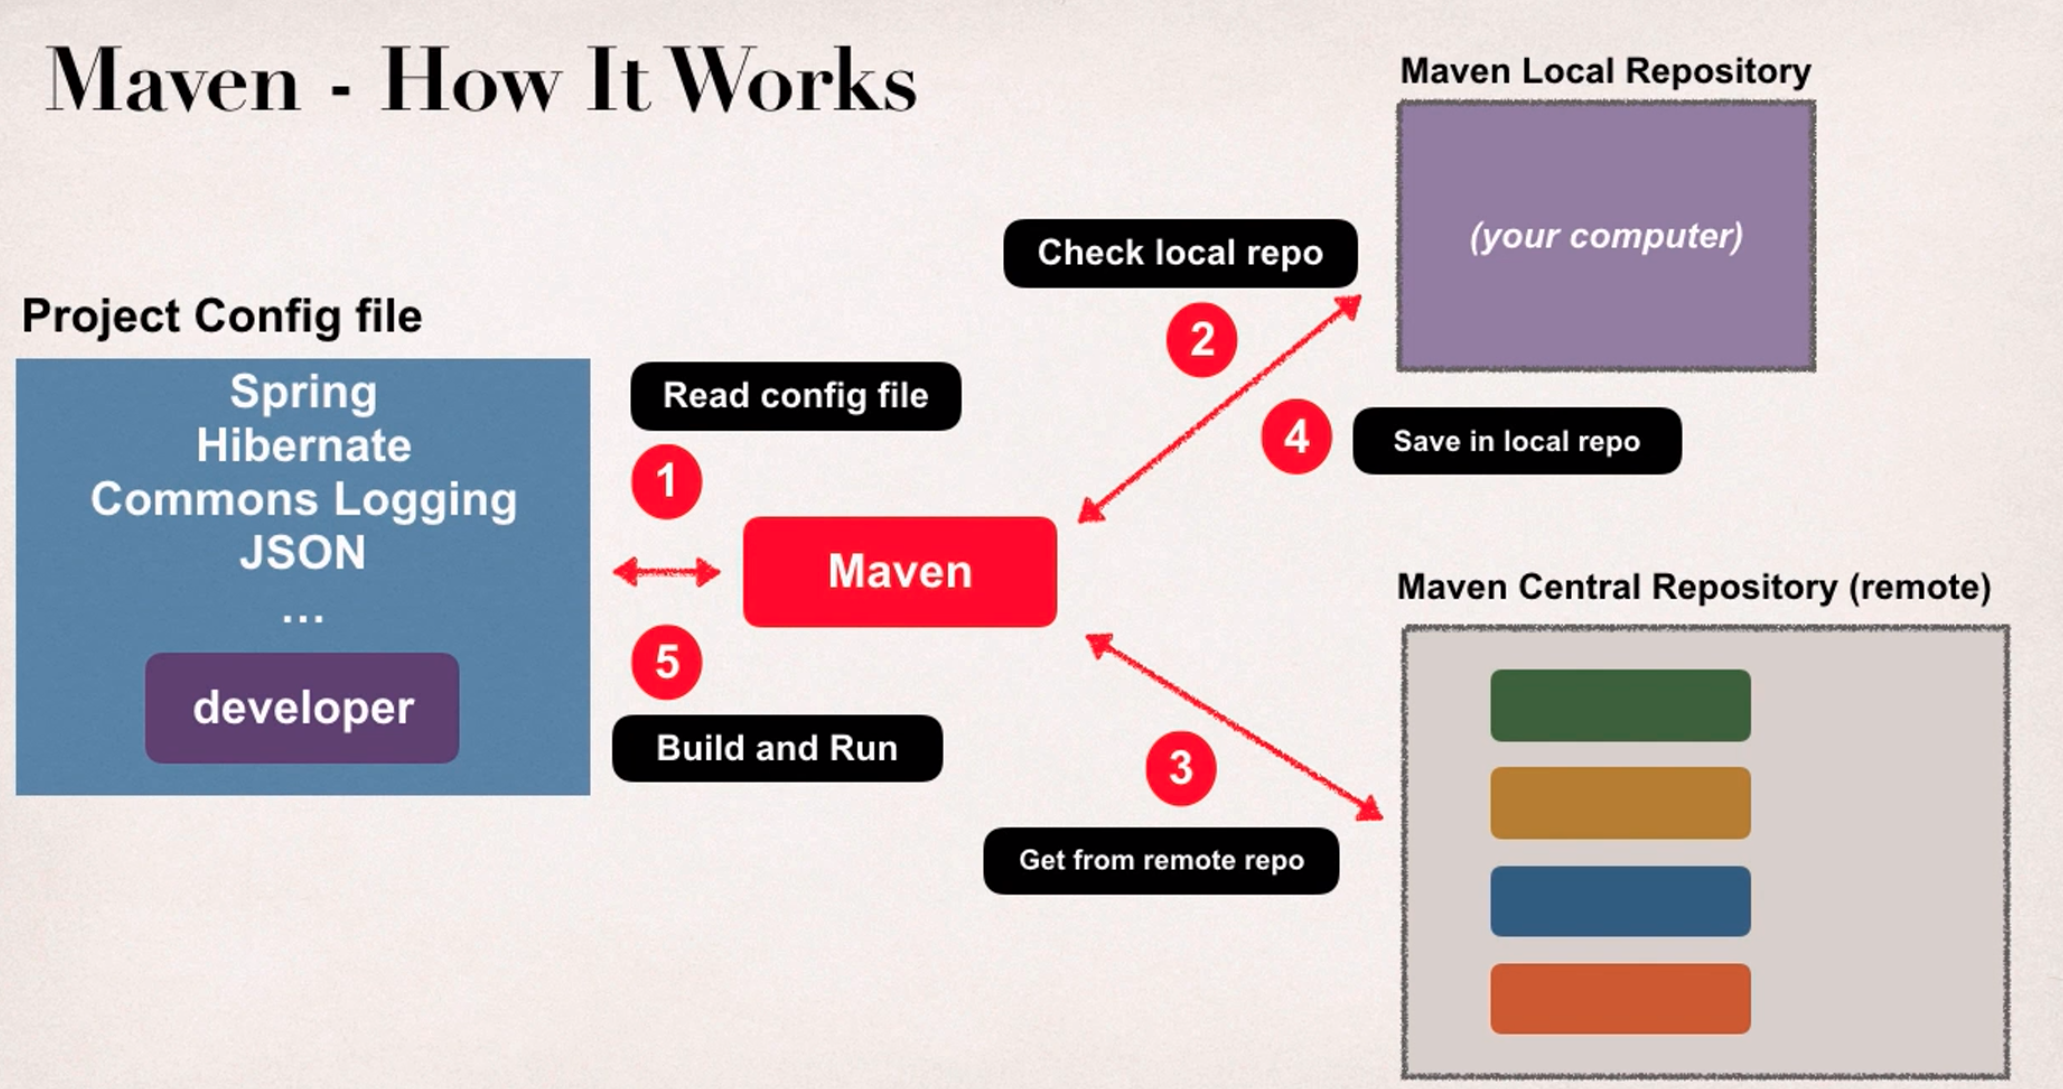 Maven - How It Works
Maven Local Repository
(your computer)
Check local repo
2
Project Config file
Spring
Hibernate
Commons Logging
JSON
...
developer
Read config file
1
4
Save in local repo
Maven
5
Build and Run
Maven Central Repository (remote)
3
Get from remote repo